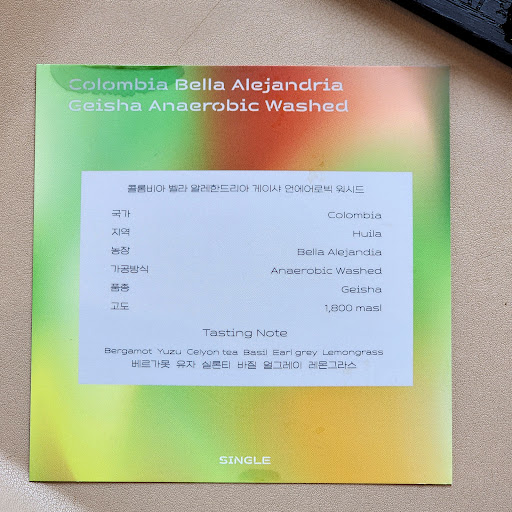 Colombia Bella Alejandria
Geisha Anaerobic Washed
콜롬비아 벨라 알레한드리아 게이샤 언에어로빅 워시드
국가 Colombia
지역 Huila
농장 Bella Alejandia
가공방식 Anaerobic Washed
품종 Geisha
고도 1,800 masl
Tasting Note
Bergamot Yuzu Celyon tea Basil Earl grey Lemongrass
베르가못 유자 실론티 바질 얼그레이 레몬그라스
SINGLE